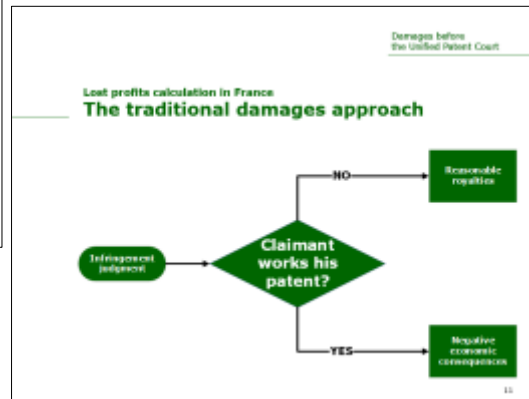 Damages before
the Unified Patent Court
Lost profits calculation in France
The traditional damages approach
NO
Reasonable
royalties
Infringement
judgment
Claimant
works his
patent?
YES
Negative
economic
consequences
11